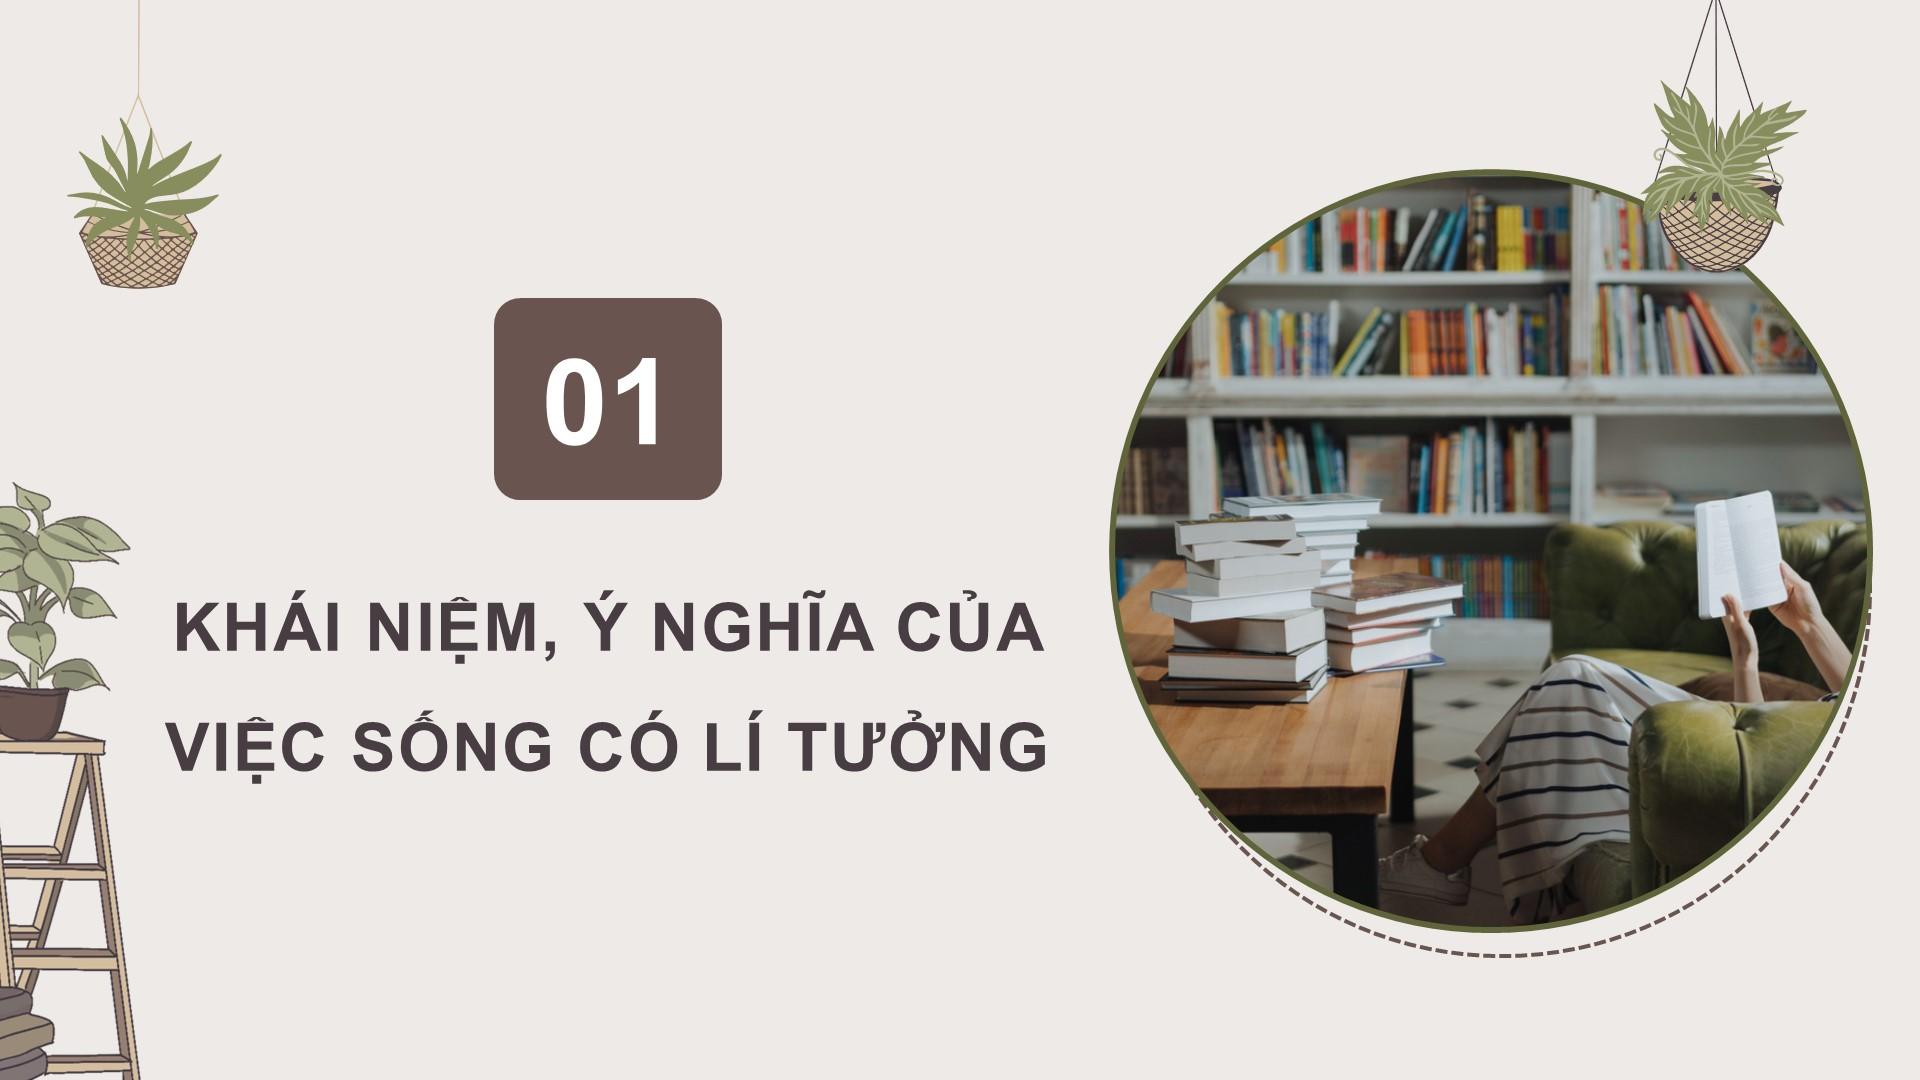 01
KHÁI NIỆM, Ý NGHĨA CỦA
VIỆC SỐNG CÓ LÍ TƯỞNG